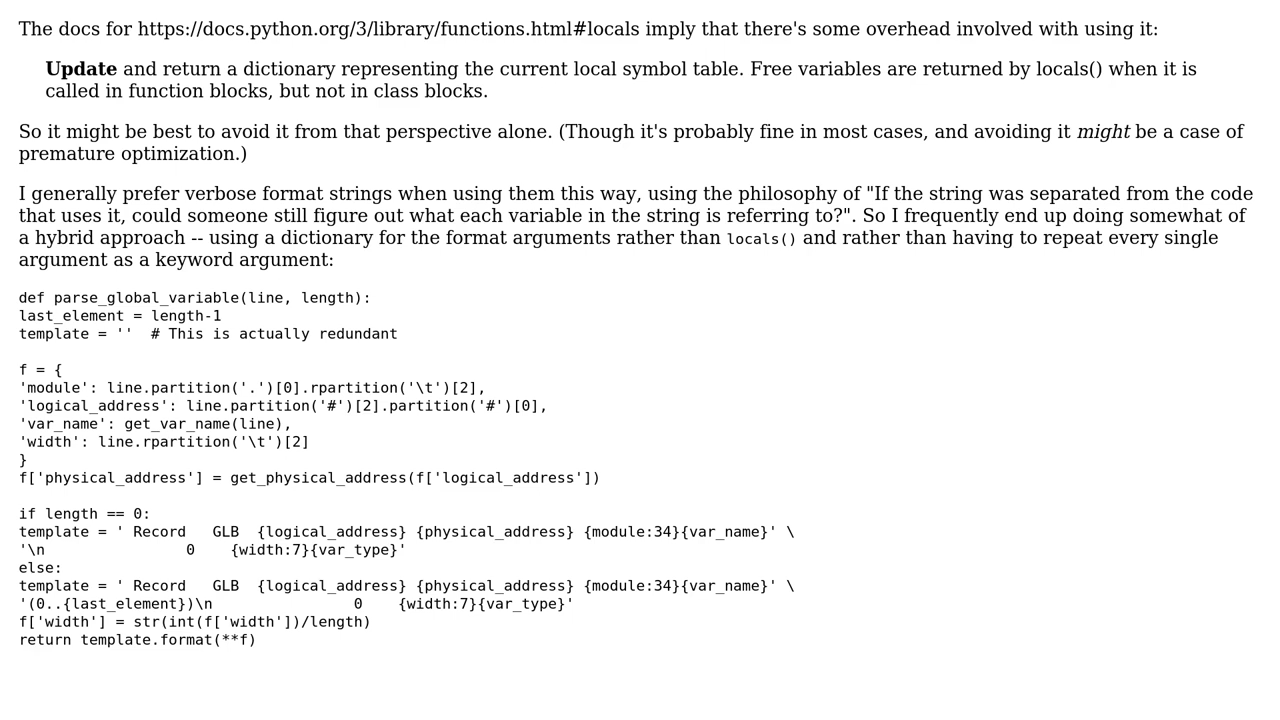 The docs for https://docs.python.org/3/library/functions.html#locals imply that there's some overhead involved with using it:
Update and return a dictionary representing the current local symbol table. Free variables are returned by locals() when it is
called in function blocks, but not in class blocks.
So it might be best to avoid it from that perspective alone. (Though it's probably fine in most cases, and avoiding it might be a case of
premature optimization.)
I generally prefer verbose format strings when using them this way, using the philosophy of "If the string was separated from the code
that uses it, could someone still figure out what each variable in the string is referring to?". So I frequently end up doing somewhat of
a hybrid approach -- using a dictionary for the format arguments rather than locals() and rather than having to repeat every single
argument as a keyword argument:
def parse_global_variable(line, length):
last_element = length-1
template = ''  # This is actually redundant
f = {
'module': line.partition('.')[0].rpartition('\t')[2],
'logical_address': line.partition('#')[2].partition('#')[0],
'var_name': get_var_name(line),
'width': line.rpartition('\t')[2]
}
f['physical_address'] = get_physical_address(f['logical_address'])
if length == 0:
template = ' Record   GLB  {logical_address} {physical_address} {module:34}{var_name}' \
'\n                0    {width:7}{var_type}'
else:
template = ' Record   GLB  {logical_address} {physical_address} {module:34}{var_name}' \
'(0..{last_element})\n                0    {width:7}{var_type}'
f['width'] = str(int(f['width'])/length)
return template.format(**f)